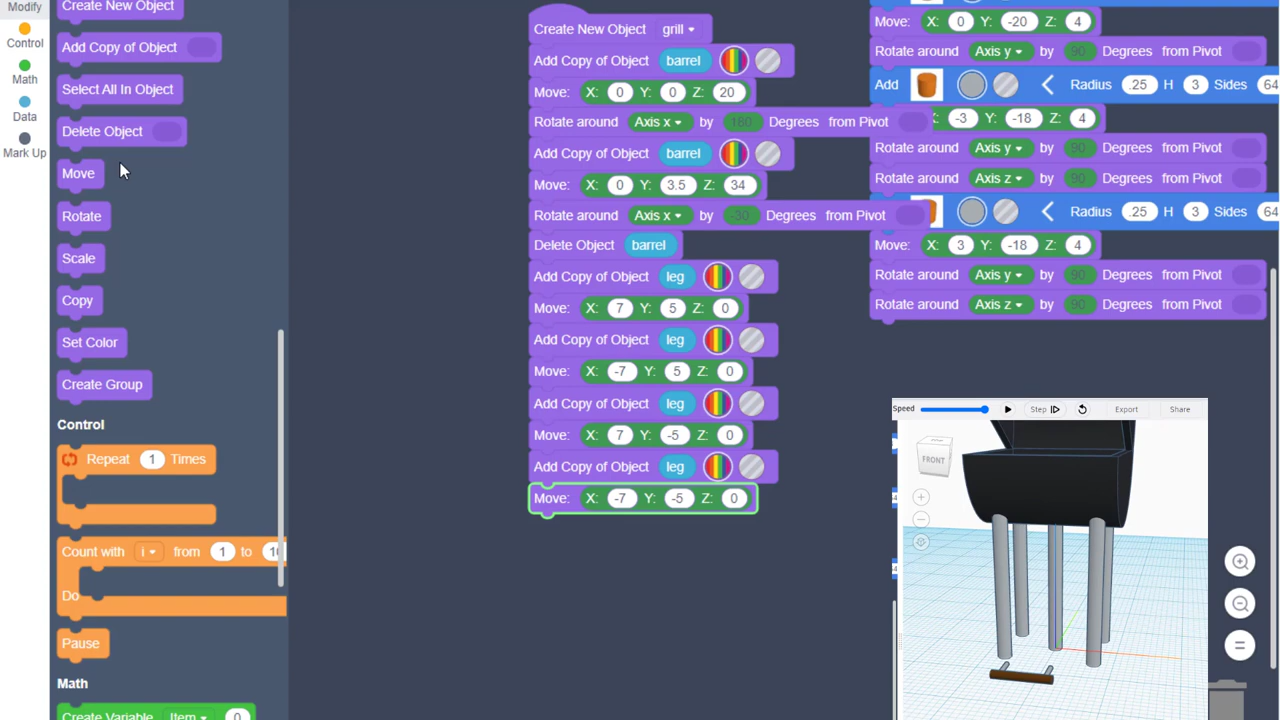 Modify
Control
Math
Data
Mark Up
Create New Object
Add Copy of Object
Select All In Object
Delete Object
Move
Rotate
Scale
Copy
Set Color
Create Group
Control
Repeat 1 Times
Count with i from 1 to 10
Do
Pause
Math
Create Variable Item 0
Create New Object grill
Add Copy of Object barrel
Move: X: 0 Y: 0 Z: 20
Rotate around Axis x by 180 Degrees from Pivot
Add Copy of Object barrel
Move: X: 0 Y: 3.5 Z: 34
Rotate around Axis x by -30 Degrees from Pivot
Delete Object barrel
Add Copy of Object leg
Move: X: 7 Y: 5 Z: 0
Add Copy of Object leg
Move: X: -7 Y: 5 Z: 0
Add Copy of Object leg
Move: X: 7 Y: -5 Z: 0
Add Copy of Object leg
Move: X: -7 Y: -5 Z: 0
Move: X: 0 Y: -20 Z: 4
Rotate around Axis y by 90 Degrees from Pivot
Add Radius .25 H 3 Sides 64
X: -3 Y: -18 Z: 4
Rotate around Axis y by 90 Degrees from Pivot
Rotate around Axis z by 90 Degrees from Pivot
Radius .25 H 3 Sides 64
Move: X: 3 Y: -18 Z: 4
Rotate around Axis y by 90 Degrees from Pivot
Rotate around Axis z by 90 Degrees from Pivot
Speed Step Export Share
FRONT